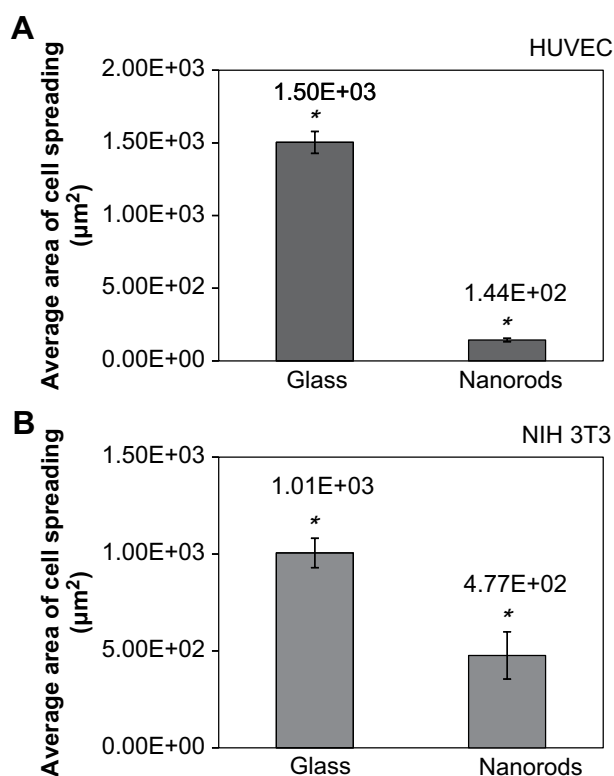 A
HUVEC
Average area of cell spreading
(µm²)
2.00E+03
1.50E+03
1.00E+03
5.00E+02
0.00E+00
1.50E+03
*
1.44E+02
*
Glass
Nanorods
B
NIH 3T3
Average area of cell spreading
(µm²)
1.50E+03
1.00E+03
5.00E+02
0.00E+00
1.01E+03
*
4.77E+02
*
Glass
Nanorods